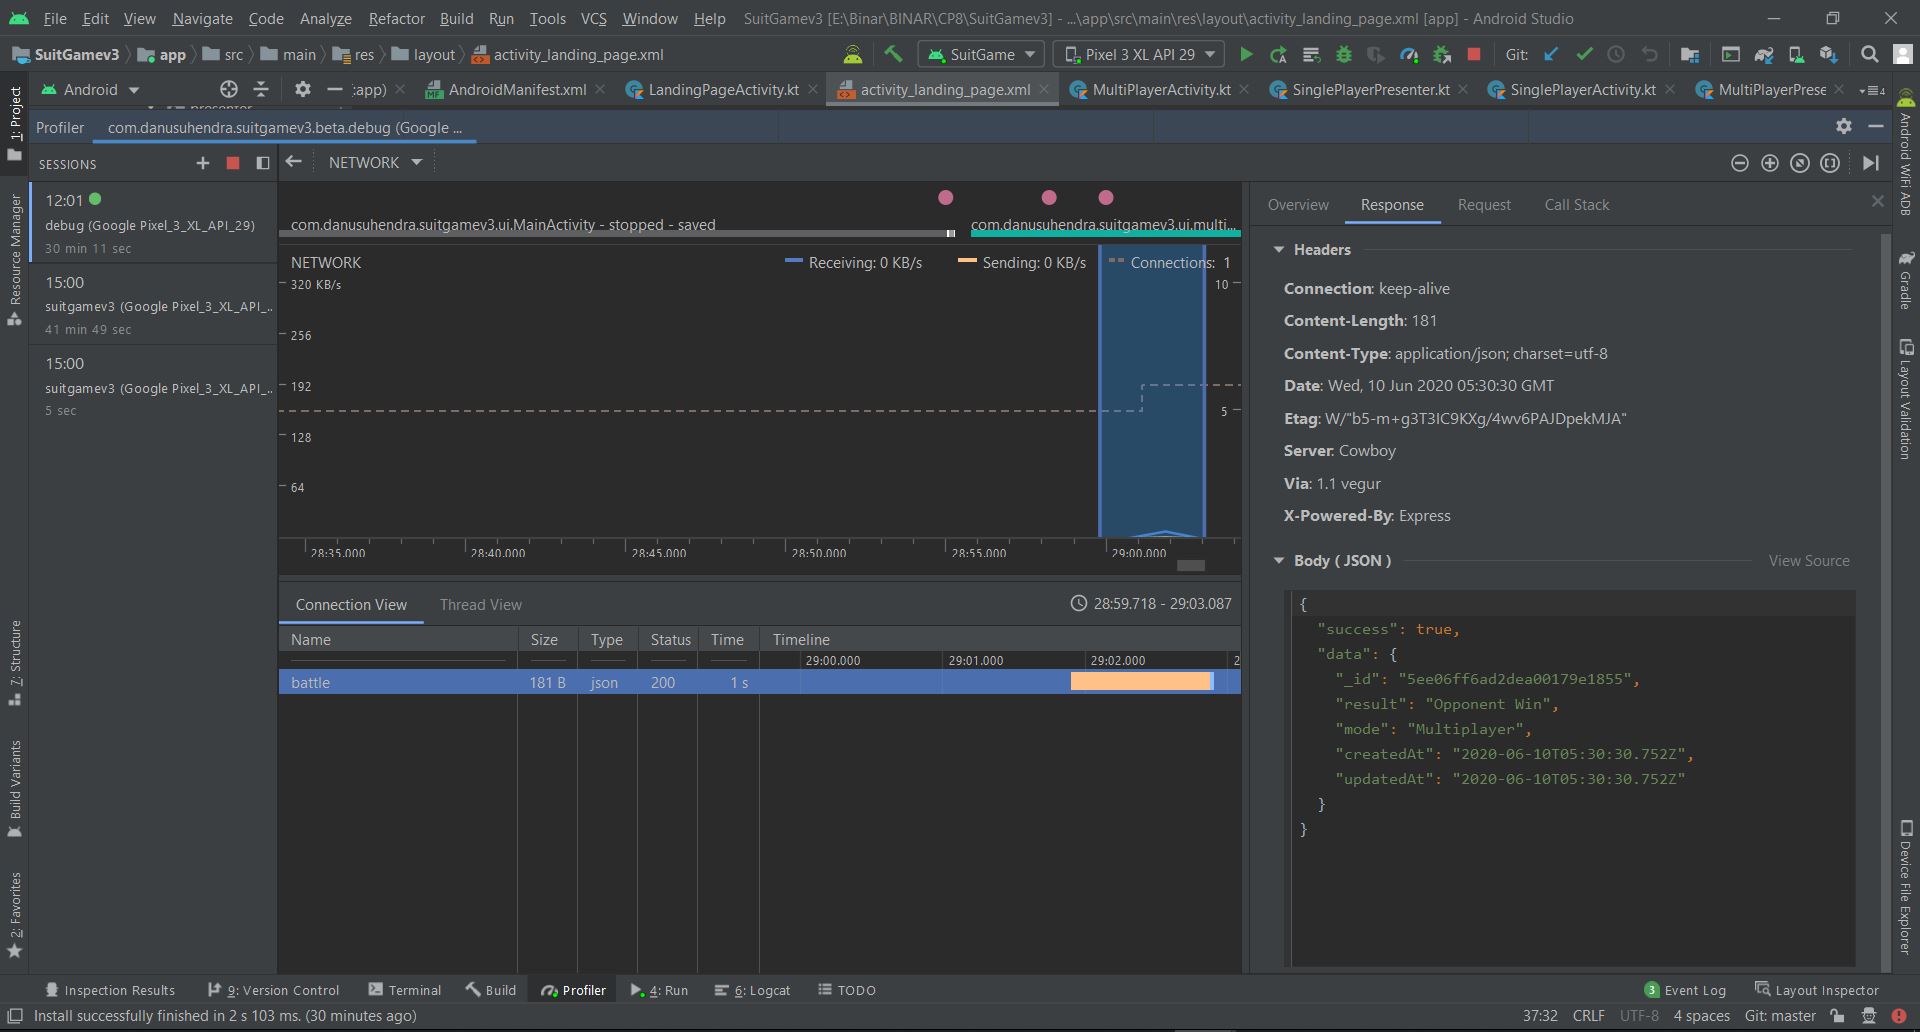 File Edit View Navigate Code Analyze Refactor Build Run Tools VCS Window Help SuitGamev3 [E:\Binar\BINAR\CP8\SuitGamev3] - ...\app\src\main\res\layout\activity_landing_page.xml [app] - Android Studio
SuitGamev3 app src main res layout activity_landing_page.xml SuitGame Pixel 3 XL API 29 Git:
Android :app) AndroidManifest.xml LandingPageActivity.kt activity_landing_page.xml MultiPlayerActivity.kt SinglePlayerPresenter.kt SinglePlayerActivity.kt MultiPlayerPrese 4
presenter
Profiler com.danusuhendra.suitgamev3.beta.debug (Google ...
SESSIONS NETWORK
12:01
debug (Google Pixel_3_XL_API_29)
30 min 11 sec
15:00
suitgamev3 (Google Pixel_3_XL_API_...
41 min 49 sec
15:00
suitgamev3 (Google Pixel_3_XL_API_...
5 sec
com.danusuhendra.suitgamev3.ui.MainActivity - stopped - saved com.danusuhendra.suitgamev3.ui.multi...
NETWORK Receiving: 0 KB/s Sending: 0 KB/s Connections: 1
320 KB/s 10
256
192
5
128
64
28:35.000 28:40.000 28:45.000 28:50.000 28:55.000 29:00.000
Connection View Thread View 28:59.718 - 29:03.087
Name Size Type Status Time Timeline
29:00.000 29:01.000 29:02.000 2
battle 181 B json 200 1 s
Overview Response Request Call Stack
Headers
Connection: keep-alive
Content-Length: 181
Content-Type: application/json; charset=utf-8
Date: Wed, 10 Jun 2020 05:30:30 GMT
Etag: W/"b5-m+g3T3IC9KXg/4wv6PAJDpekMJA"
Server: Cowboy
Via: 1.1 vegur
X-Powered-By: Express
Body ( JSON ) View Source
{
"success": true,
"data": {
"_id": "5ee06ff6ad2dea00179e1855",
"result": "Opponent Win",
"mode": "Multiplayer",
"createdAt": "2020-06-10T05:30:30.752Z",
"updatedAt": "2020-06-10T05:30:30.752Z"
}
}
1: Project
Resource Manager
7: Structure
Build Variants
2: Favorites
Android WiFi ADB
Gradle
Layout Validation
Device File Explorer
Inspection Results 9: Version Control Terminal Build Profiler 4: Run 6: Logcat TODO 3 Event Log Layout Inspector
Install successfully finished in 2 s 103 ms. (30 minutes ago) 37:32 CRLF UTF-8 4 spaces Git: master